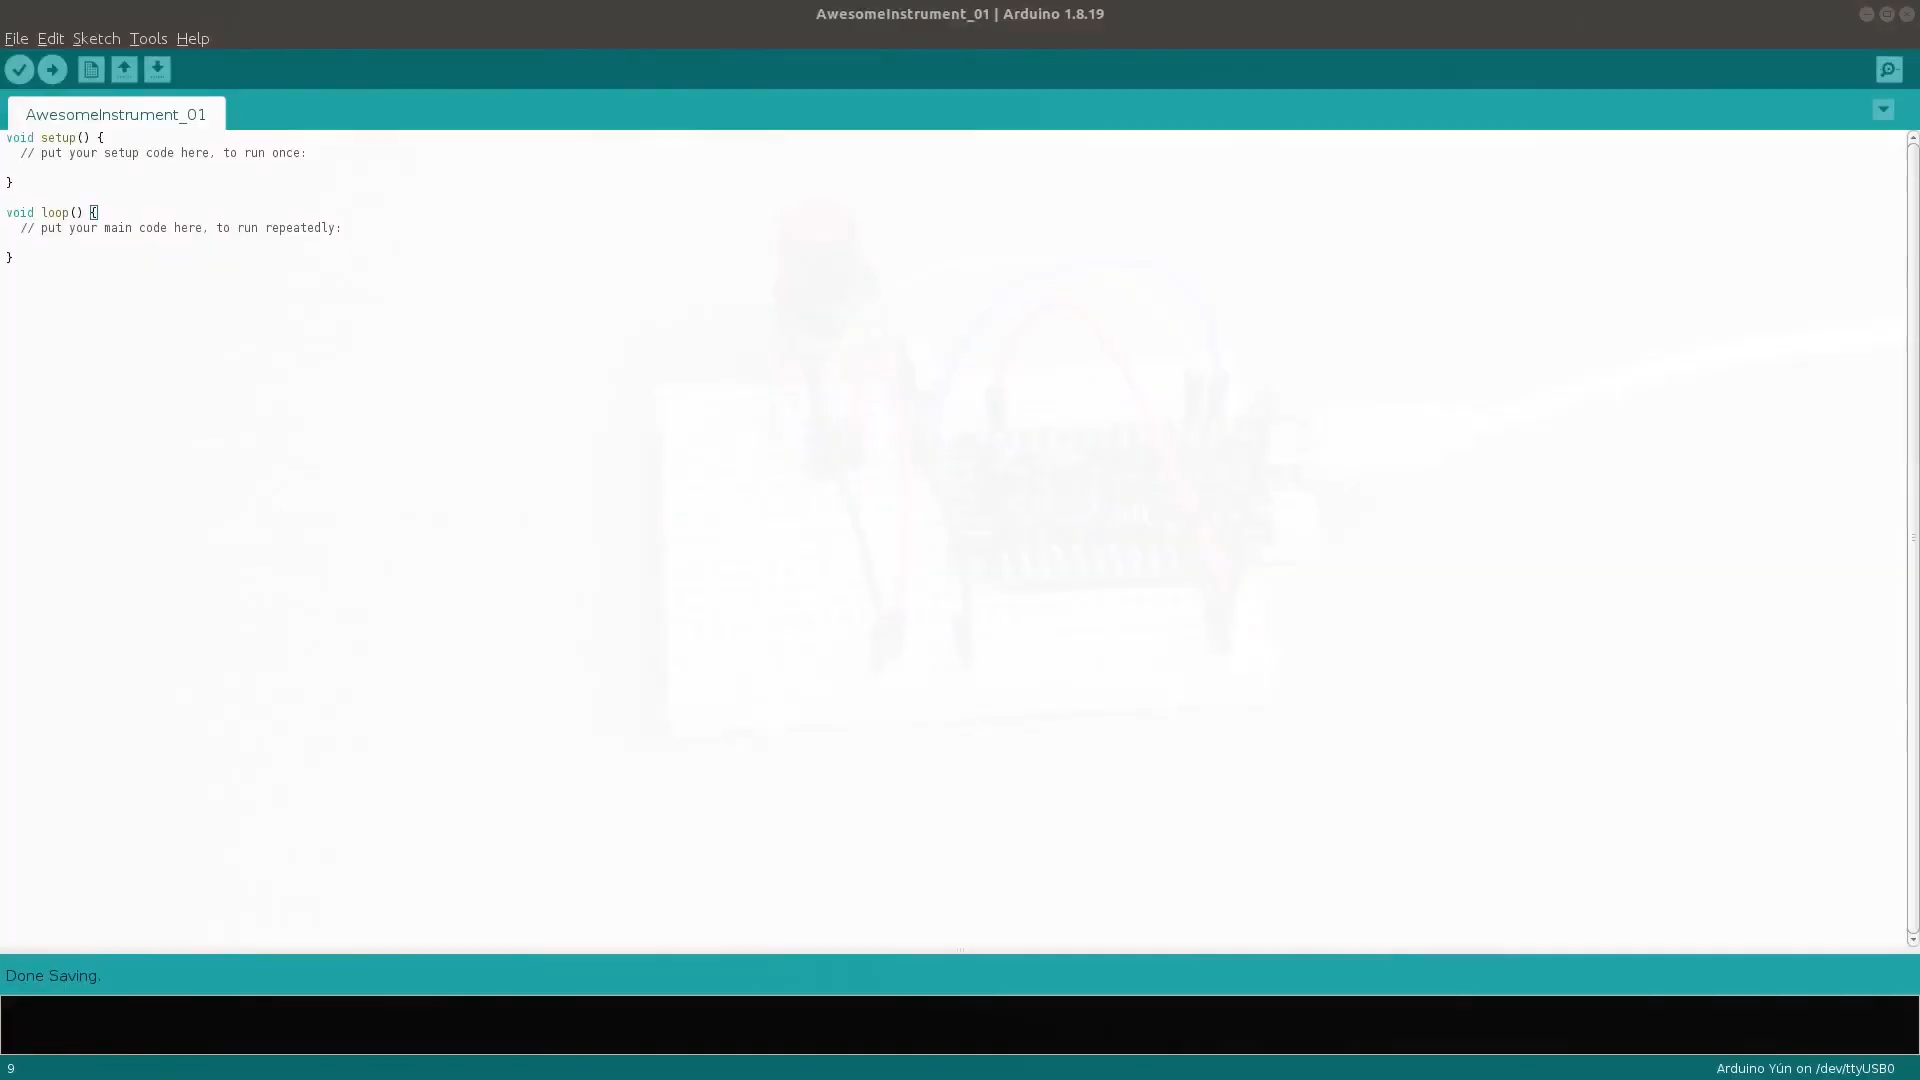 AwesomeInstrument_01 | Arduino 1.8.19
File Edit Sketch Tools Help
AwesomeInstrument_01
void setup() {
// put your setup code here, to run once:
}
void loop() {
// put your main code here, to run repeatedly:
}
Done Saving.
9
Arduino Yún on /dev/ttyUSB0